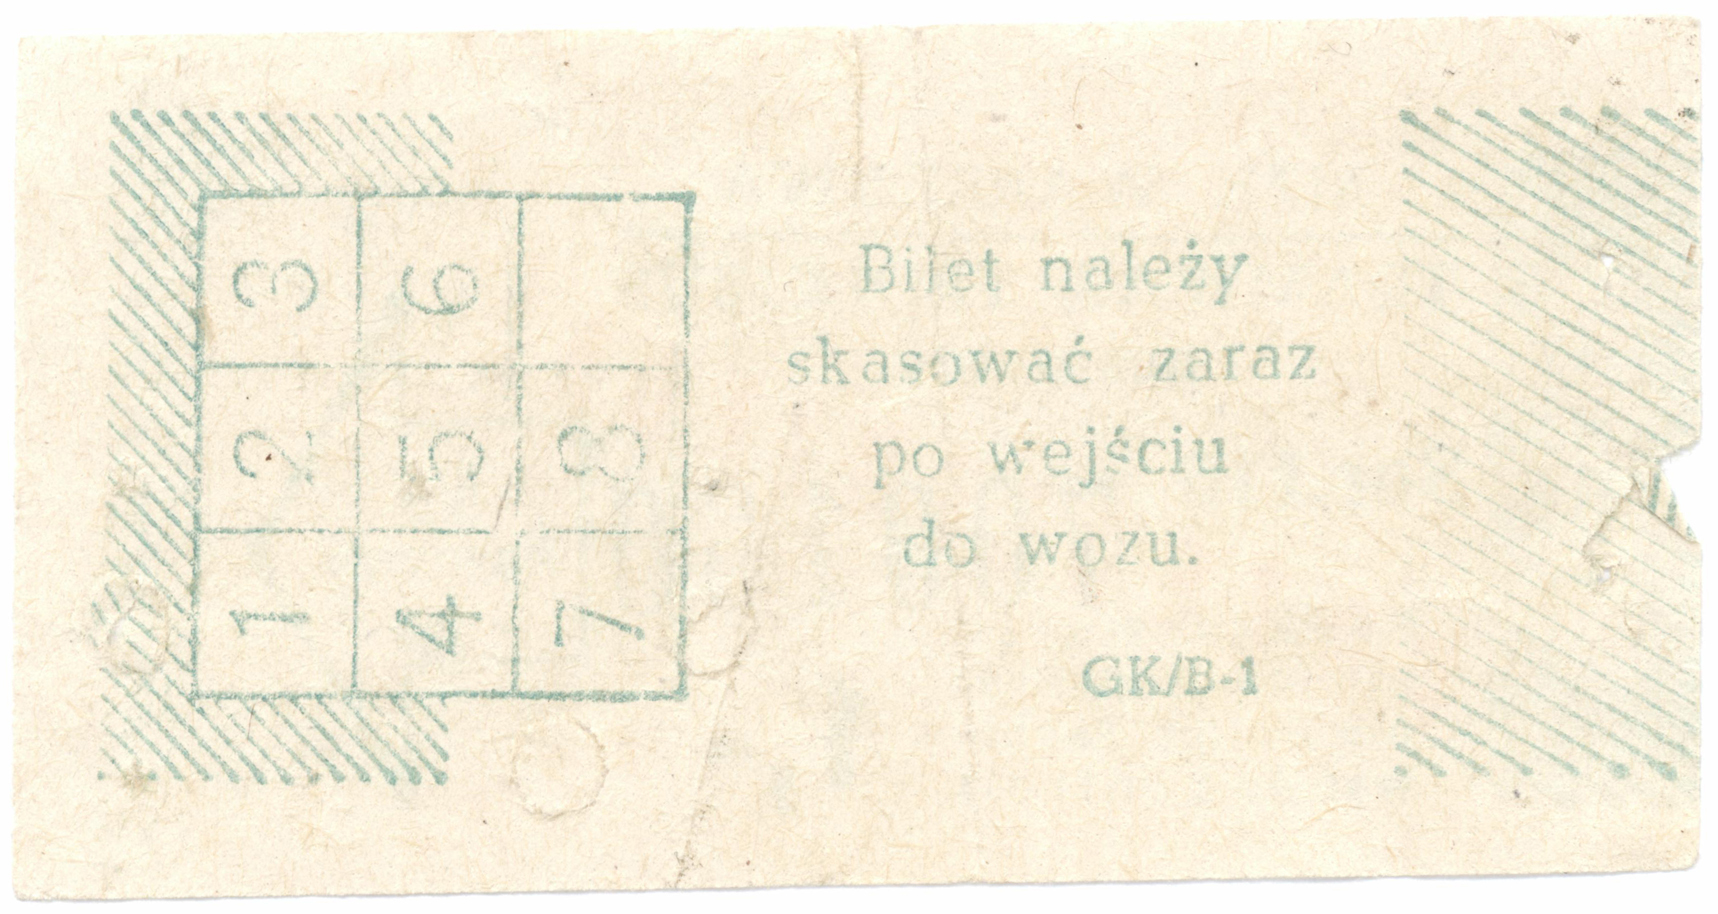 3 6
2 5 8
1 4 7
Bilet należy
skasować zaraz
po wejściu
do wozu.
GK/B-1